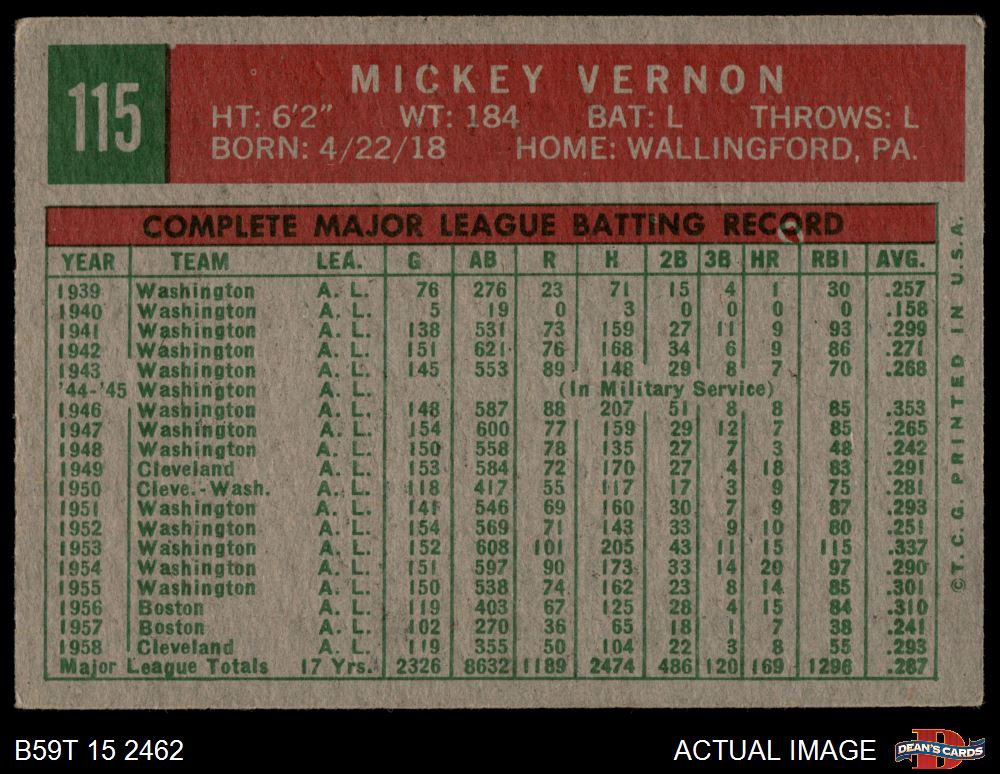 115
MICKEY VERNON
HT: 6'2" WT: 184 BAT: L THROWS: L
BORN: 4/22/18 HOME: WALLINGFORD, PA.
COMPLETE MAJOR LEAGUE BATTING RECORD
YEAR TEAM LEA. G AB R H 2B 3B HR RBI AVG.
1939 Washington A. L. 76 276 23 71 15 4 1 30 .257
1940 Washington A. L. 5 19 0 3 0 0 0 0 .158
1941 Washington A. L. 138 531 73 159 27 11 9 93 .299
1942 Washington A. L. 151 621 76 168 34 6 9 86 .271
1943 Washington A. L. 145 553 89 148 29 8 7 70 .268
'44-'45 Washington A. L. (In Military Service)
1946 Washington A. L. 148 587 88 207 51 8 8 85 .353
1947 Washington A. L. 154 600 77 159 29 12 7 85 .265
1948 Washington A. L. 150 558 78 135 27 7 3 48 .242
1949 Cleveland A. L. 153 584 72 170 27 4 18 83 .291
1950 Cleve.-Wash. A. L. 118 417 55 117 17 3 9 75 .281
1951 Washington A. L. 141 546 69 160 30 7 9 87 .293
1952 Washington A. L. 154 569 71 143 33 9 10 80 .251
1953 Washington A. L. 152 608 101 205 43 11 15 115 .337
1954 Washington A. L. 151 597 90 173 33 14 20 97 .290
1955 Washington A. L. 150 538 74 162 23 8 14 85 .301
1956 Boston A. L. 119 403 67 125 28 4 15 84 .310
1957 Boston A. L. 102 270 36 65 18 1 7 38 .241
1958 Cleveland A. L. 119 355 50 104 22 3 8 55 .293
Major League Totals 17 Yrs. 2326 8632 1189 2474 486 120 169 1296 .287
©T.C.G. PRINTED IN U.S.A.
B59T 15 2462
ACTUAL IMAGE
DEAN'S CARDS